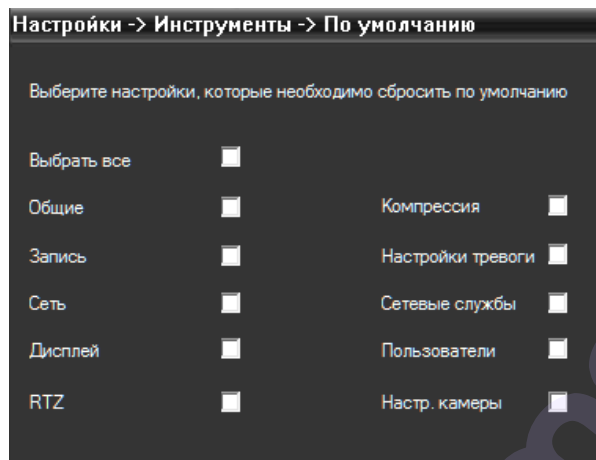 Настройки -> Инструменты -> По умолчанию
Выберите настройки, которые необходимо сбросить по умолчанию
Выбрать все
Общие
Компрессия
Запись
Настройки тревоги
Сеть
Сетевые службы
Дисплей
Пользователи
RTZ
Настр. камеры